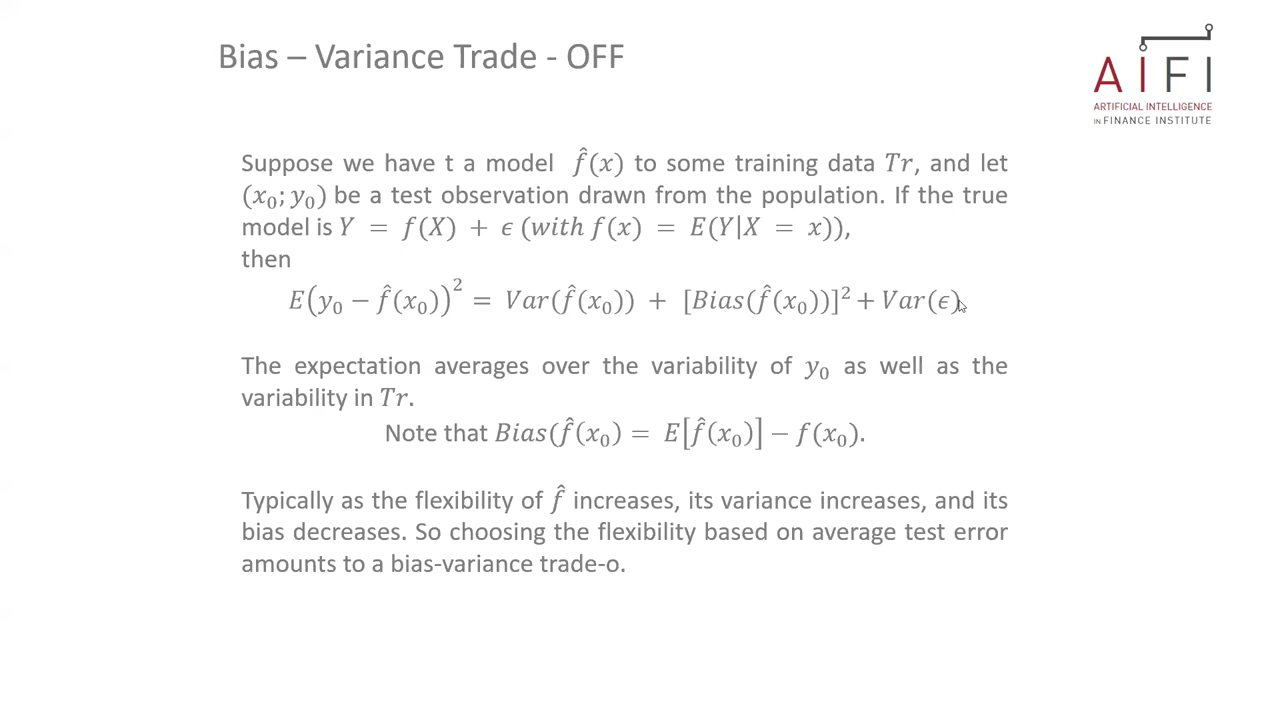 Bias – Variance Trade - OFF
AIFI
ARTIFICIAL INTELLIGENCE
IN FINANCE INSTITUTE
Suppose we have t a model f̂(x) to some training data Tr, and let
(x₀; y₀) be a test observation drawn from the population. If the true
model is Y = f(X) + ϵ (with f(x) = E(Y|X = x)),
then
E(y₀ − f̂(x₀))² = Var(f̂(x₀)) + [Bias(f̂(x₀))]² + Var(ϵ)
The expectation averages over the variability of y₀ as well as the
variability in Tr.
Note that Bias(f̂(x₀) = E[f̂(x₀)] − f(x₀).
Typically as the flexibility of f̂ increases, its variance increases, and its
bias decreases. So choosing the flexibility based on average test error
amounts to a bias-variance trade-o.